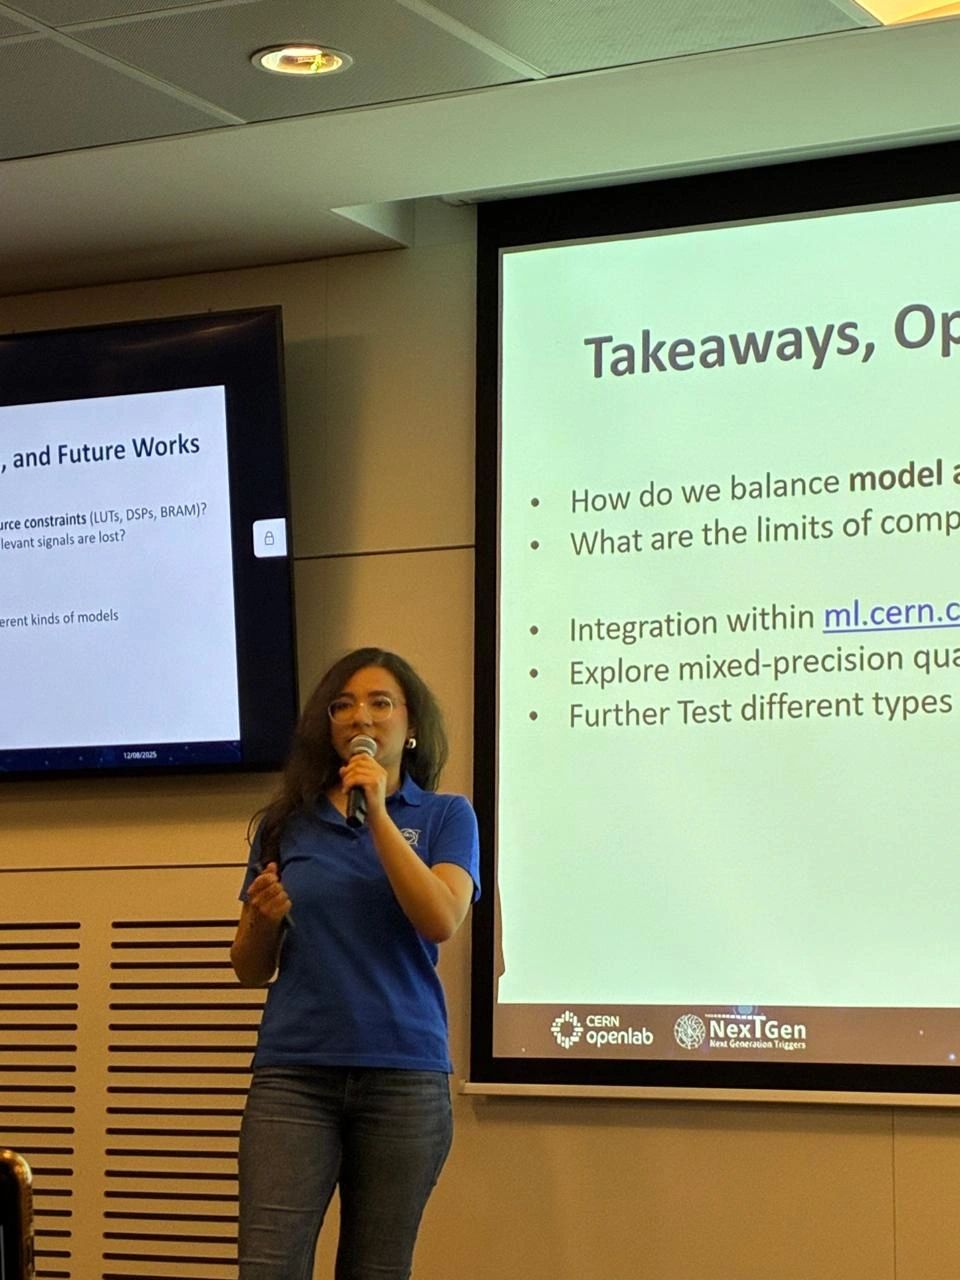 , and Future Works
urce constraints (LUTs, DSPs, BRAM)?
levant signals are lost?
erent kinds of models
12/08/2025
Takeaways, Op
• How do we balance model a
• What are the limits of comp
• Integration within ml.cern.c
• Explore mixed-precision qua
• Further Test different types
CERN
openlab
NexTGen
Next Generation Triggers